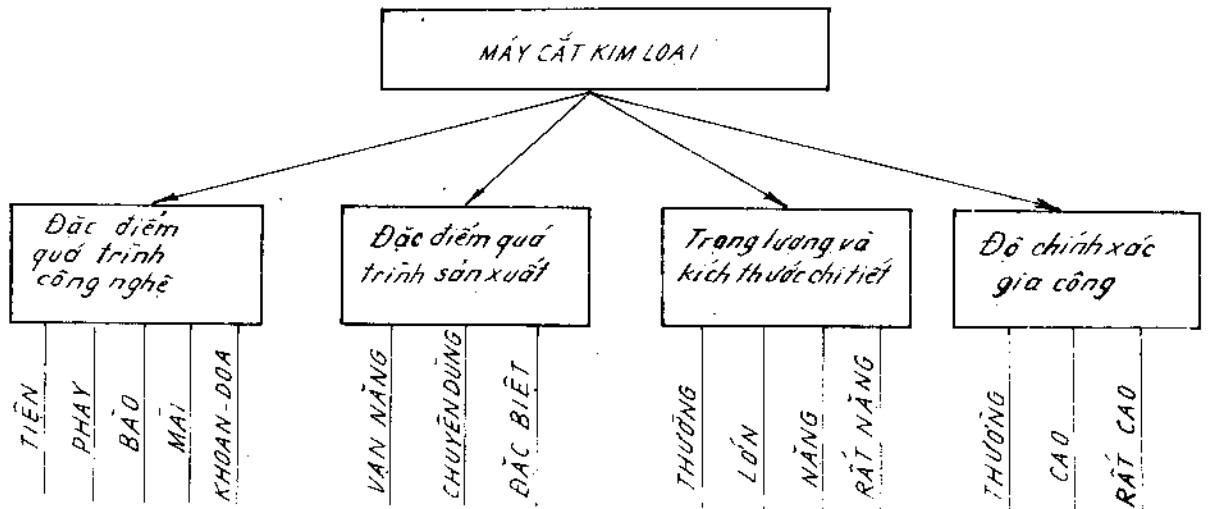 MÁY CẮT KIM LOẠI
Đặc điểm
quá trình
công nghệ
Đặc điểm quá
trình sản xuất
Trọng lượng và
kích thước chi tiết
Độ chính xác
gia công
TIỆN
PHAY
BÀO
MÀI
KHOAN-DOA
VẠN NĂNG
CHUYÊN DÙNG
ĐẶC BIỆT
THƯỜNG
LỚN
NẶNG
RẤT NẶNG
THƯỜNG
CAO
RẤT CAO